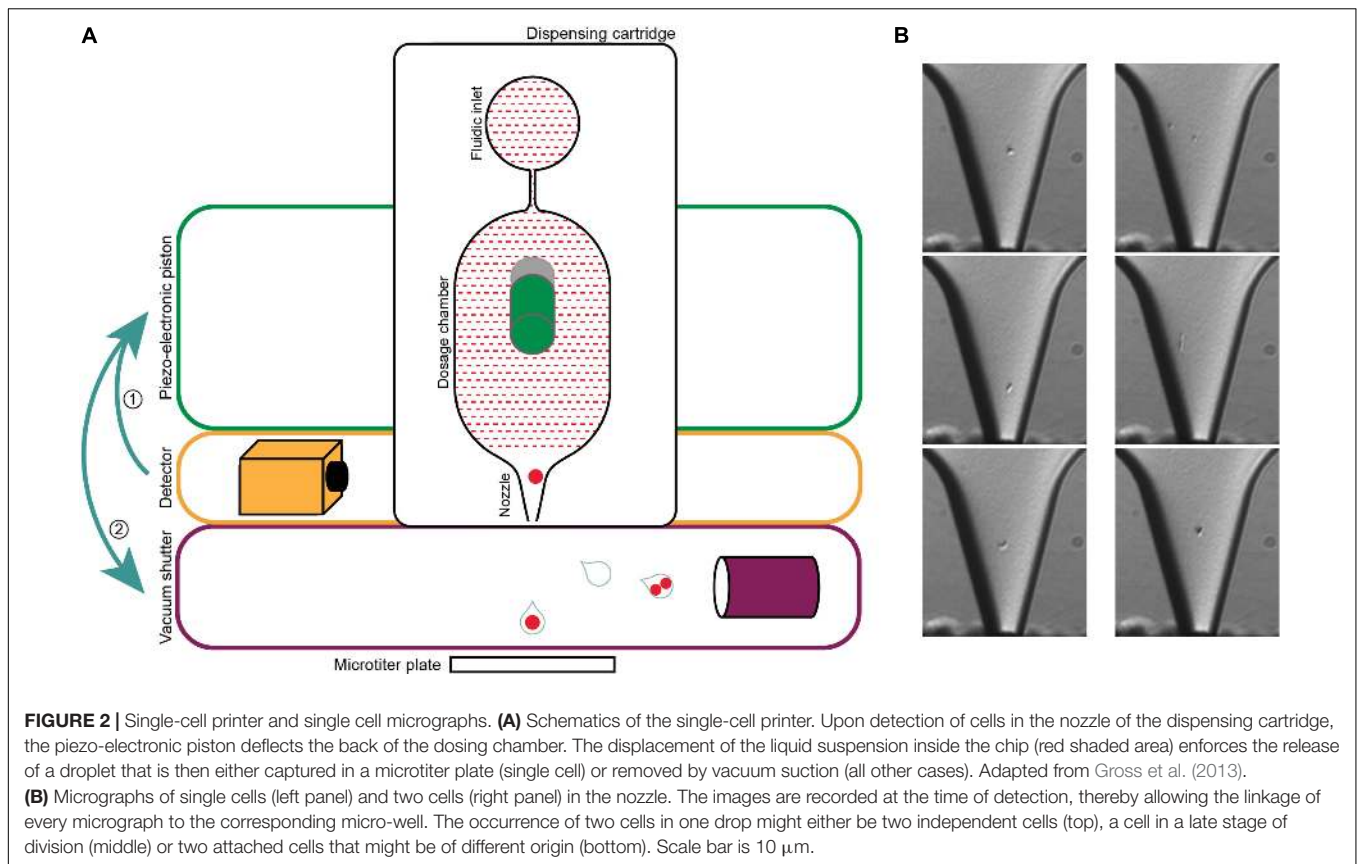 A
B
Dispensing cartridge
Fluidic inlet
Dosage chamber
Nozzle
Piezo-electronic piston
Detector
Vacuum shutter
①
②
Microtiter plate
FIGURE 2 | Single-cell printer and single cell micrographs. (A) Schematics of the single-cell printer. Upon detection of cells in the nozzle of the dispensing cartridge,
the piezo-electronic piston deflects the back of the dosing chamber. The displacement of the liquid suspension inside the chip (red shaded area) enforces the release
of a droplet that is then either captured in a microtiter plate (single cell) or removed by vacuum suction (all other cases). Adapted from Gross et al. (2013).
(B) Micrographs of single cells (left panel) and two cells (right panel) in the nozzle. The images are recorded at the time of detection, thereby allowing the linkage of
every micrograph to the corresponding micro-well. The occurrence of two cells in one drop might either be two independent cells (top), a cell in a late stage of
division (middle) or two attached cells that might be of different origin (bottom). Scale bar is 10 μm.